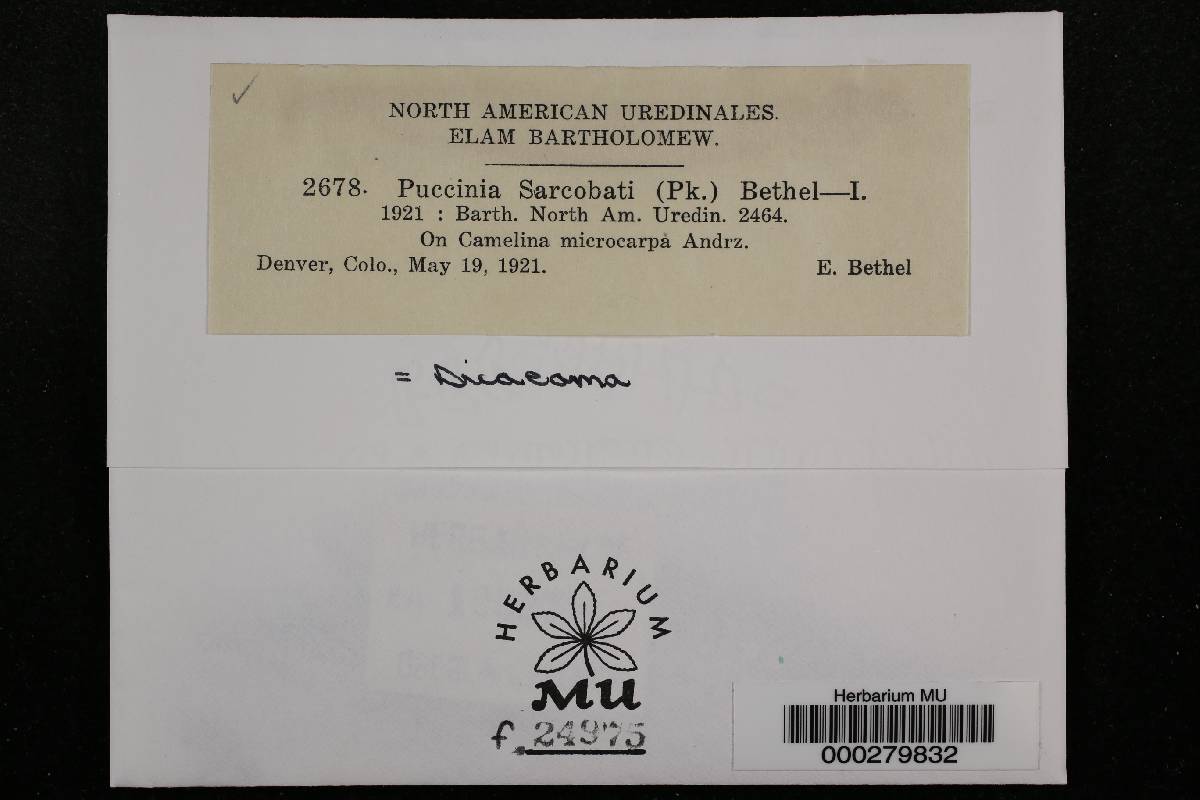 NORTH AMERICAN UREDINALES.
ELAM BARTHOLOMEW.
2678. Puccinia Sarcobati (Pk.) Bethel—I.
1921 : Barth. North Am. Uredin. 2464.
On Camelina microcarpa Andrz.
Denver, Colo., May 19, 1921. E. Bethel
= Dicaeoma
HERBARIUM
MU
f. 24975
Herbarium MU
000279832